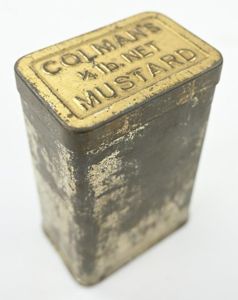 COLMAN'S
¼ lb. NET
MUSTARD